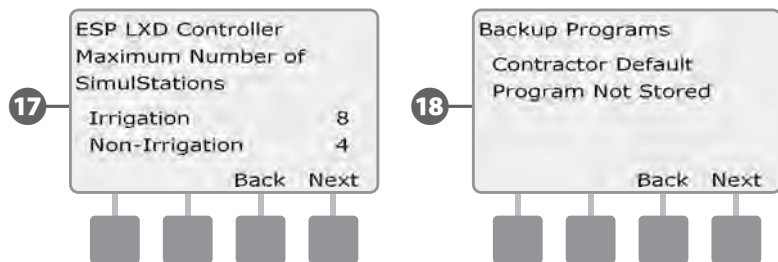 17
ESP LXD Controller
Maximum Number of
SimulStations
Irrigation 8
Non-Irrigation 4
Back Next
18
Backup Programs
Contractor Default
Program Not Stored
Back Next